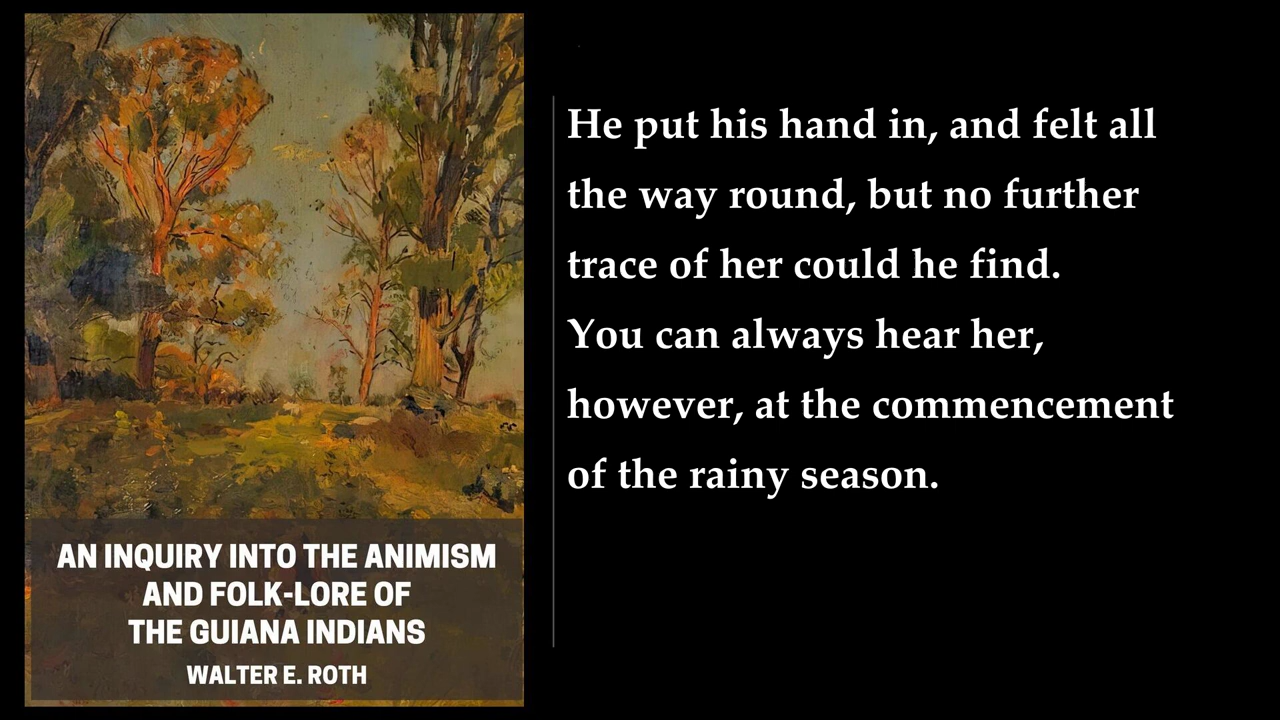 He put his hand in, and felt all
the way round, but no further
trace of her could he find.
You can always hear her,
however, at the commencement
of the rainy season.
AN INQUIRY INTO THE ANIMISM
AND FOLK-LORE OF
THE GUIANA INDIANS
WALTER E. ROTH